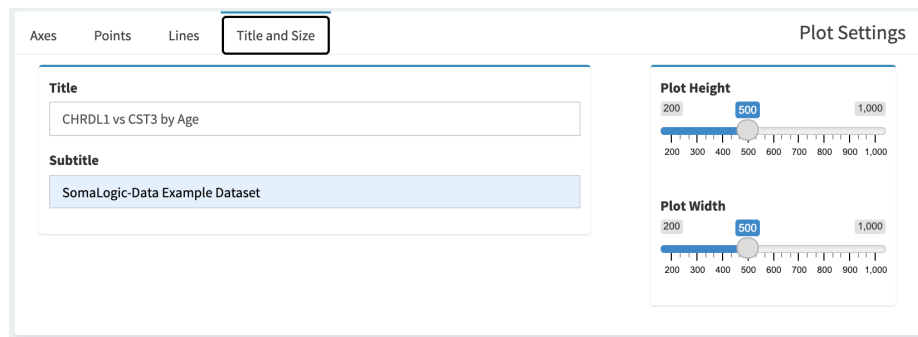 Axes Points Lines Title and Size Plot Settings
Title
CHRDL1 vs CST3 by Age
Subtitle
SomaLogic-Data Example Dataset
Plot Height
200 500 1,000
200 300 400 500 600 700 800 900 1,000
Plot Width
200 500 1,000
200 300 400 500 600 700 800 900 1,000